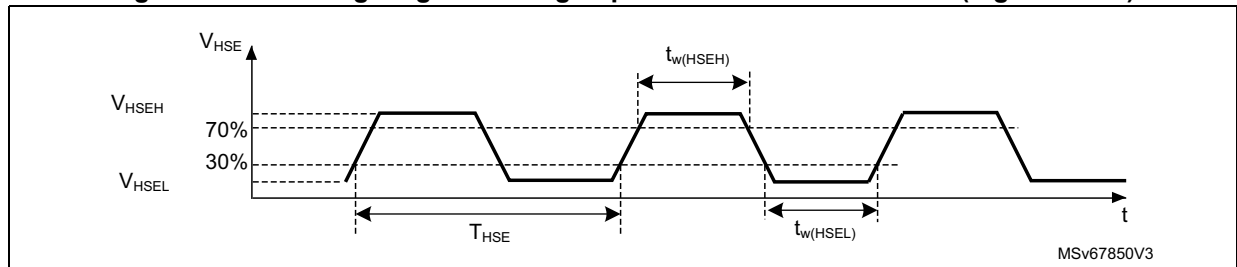 V_HSE
t_w(HSEH)
V_HSEH
70%
30%
V_HSEL
T_HSE
t_w(HSEL)
t
MSv67850V3